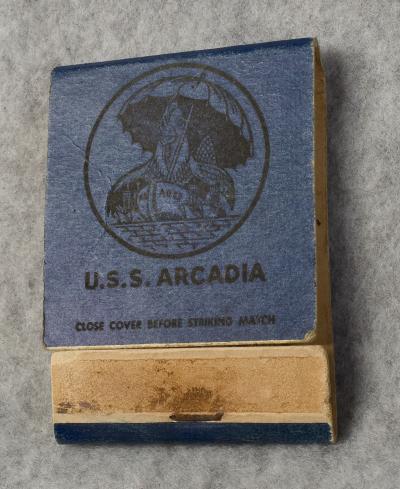 U.S.S. ARCADIA
CLOSE COVER BEFORE STRIKING MATCH